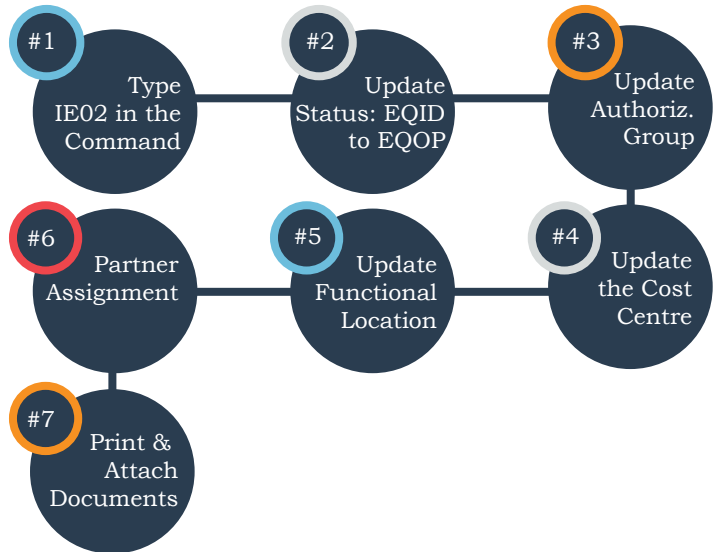 #1
Type
IE02 in the
Command
#2
Update
Status: EQID
to EQOP
#3
Update
Authoriz.
Group
#4
Update
the Cost
Centre
#5
Update
Functional
Location
#6
Partner
Assignment
#7
Print &
Attach
Documents